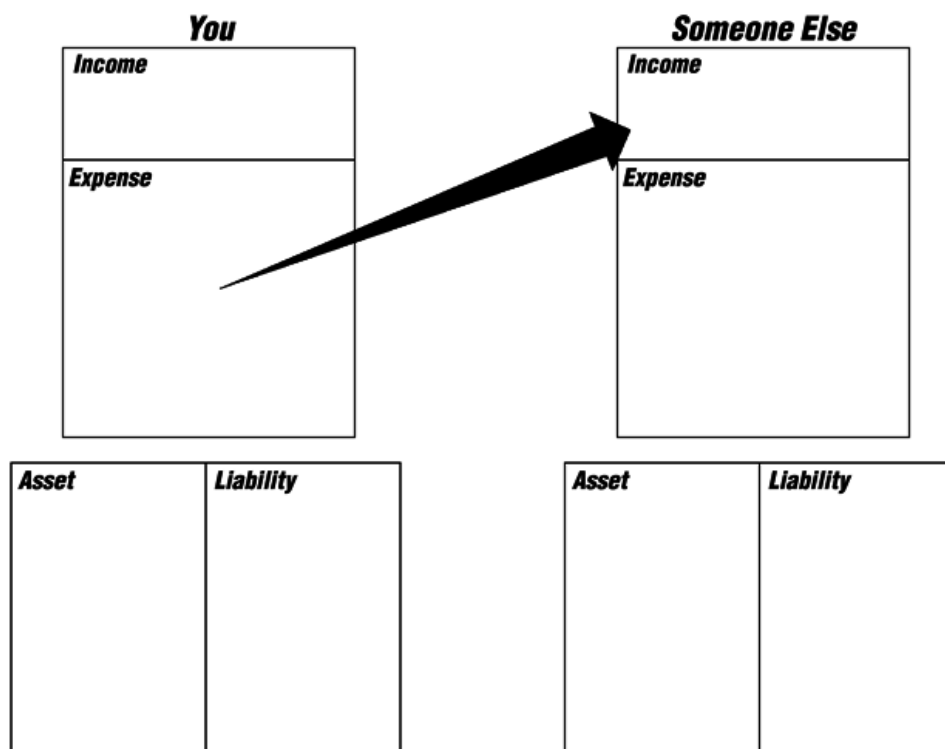 You
Someone Else
Income
Income
Expense
Expense
Asset
Liability
Asset
Liability